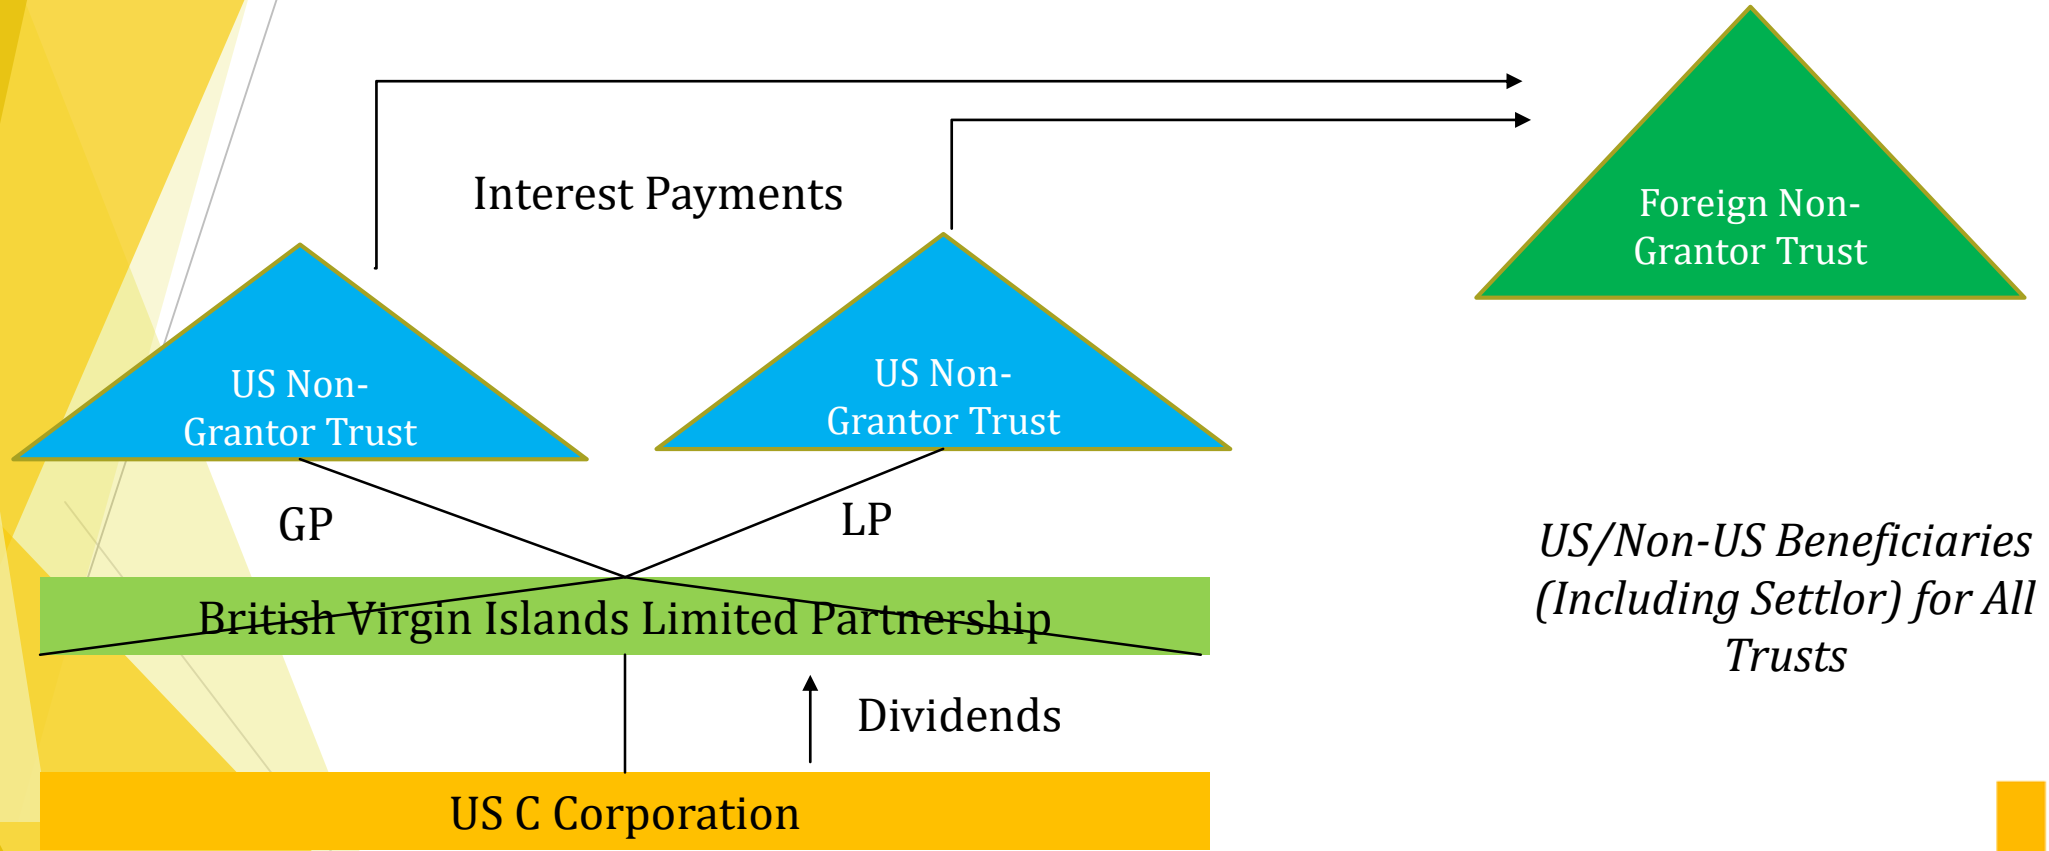 Interest Payments
Foreign Non-
Grantor Trust
US Non-
Grantor Trust
US Non-
Grantor Trust
GP
LP
US/Non-US Beneficiaries
(Including Settlor) for All
Trusts
British Virgin Islands Limited Partnership
Dividends
US C Corporation